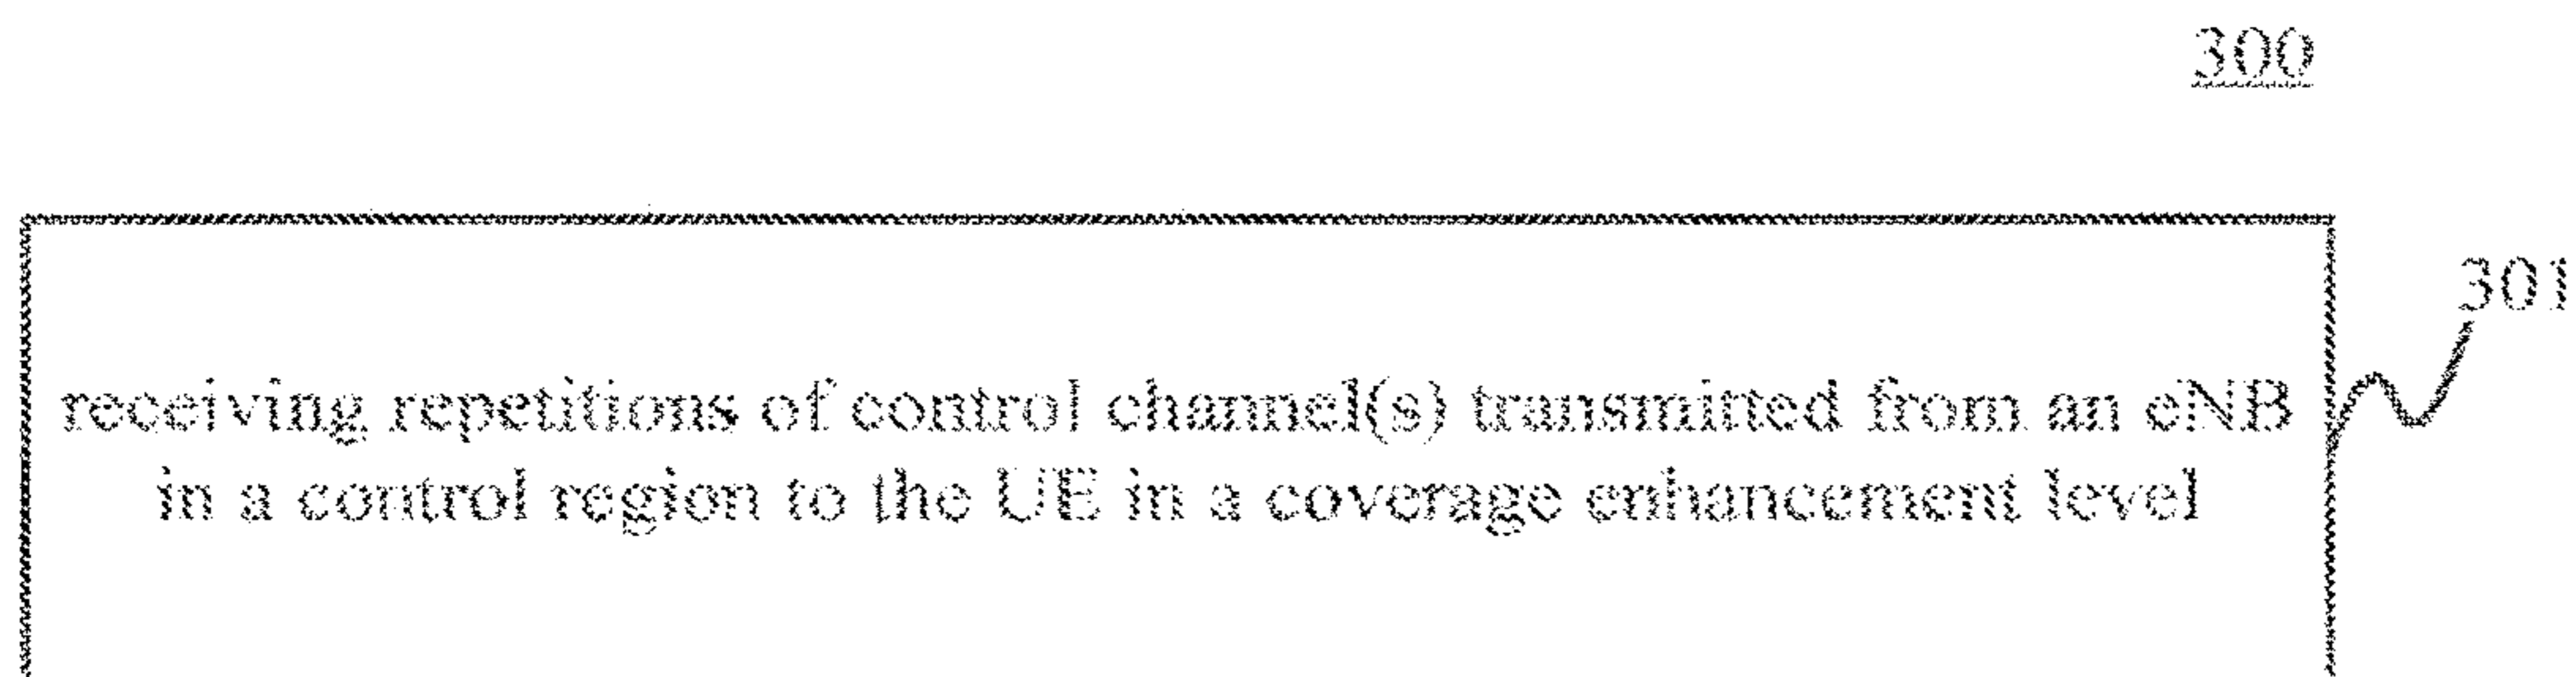 300
301
receiving repetitions of control channel(s) transmitted from an eNB
in a control region to the UE in a coverage enhancement level